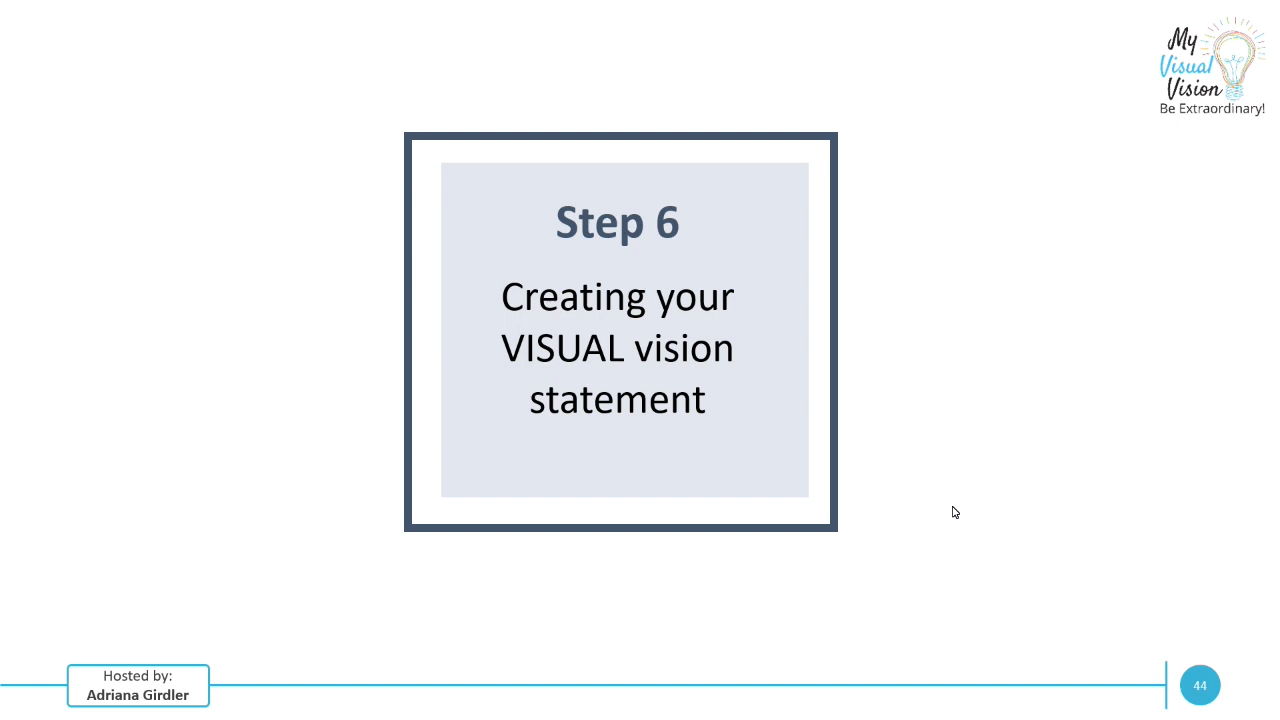 My
Visual
Vision
Be Extraordinary!
Step 6
Creating your
VISUAL vision
statement
Hosted by:
Adriana Girdler
44